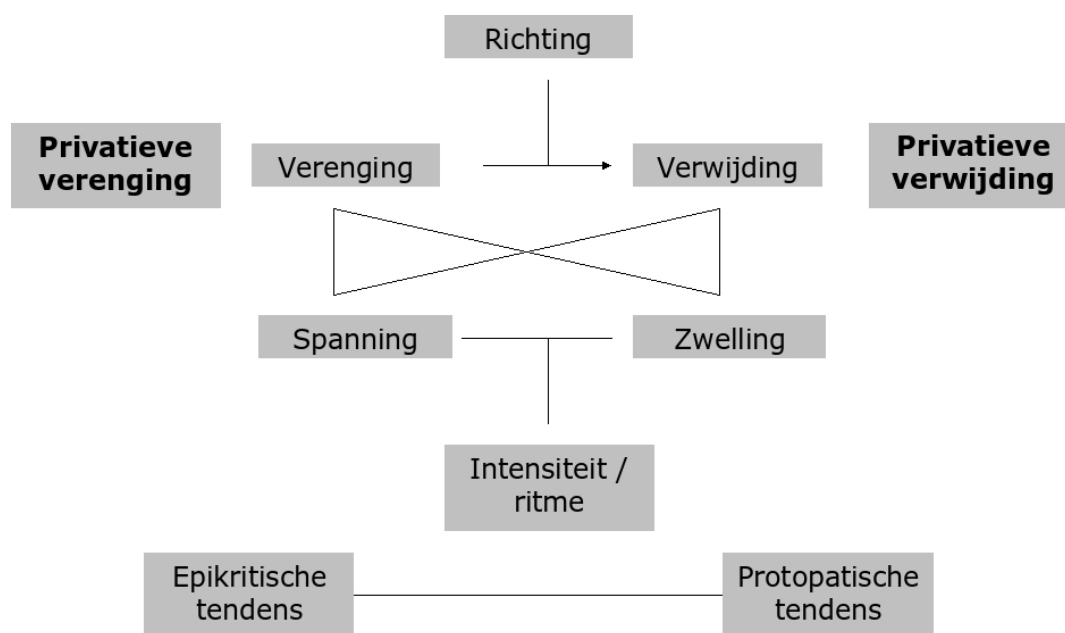 Richting
Privatieve
verenging
Verenging
Verwijding
Privatieve
verwijding
Spanning
Zwelling
Intensiteit /
ritme
Epikritische
tendens
Protopatische
tendens